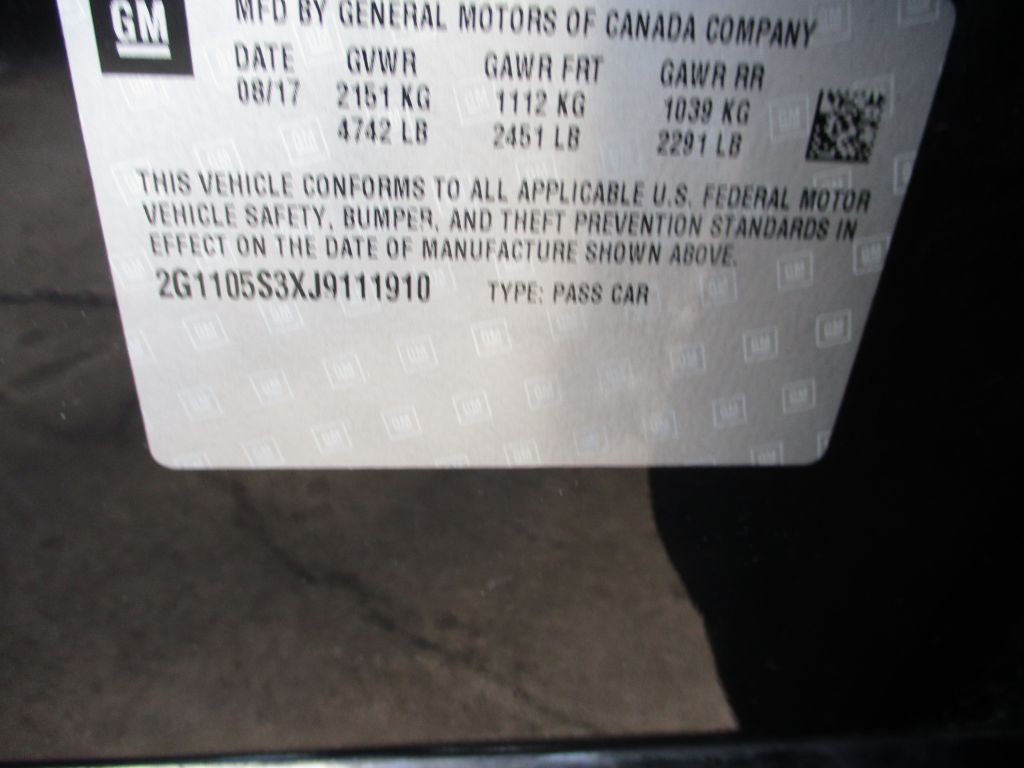 GM MFD BY GENERAL MOTORS OF CANADA COMPANY
DATE GVWR GAWR FRT GAWR RR
08/17 2151 KG 1112 KG 1039 KG
4742 LB 2451 LB 2291 LB
THIS VEHICLE CONFORMS TO ALL APPLICABLE U.S. FEDERAL MOTOR
VEHICLE SAFETY, BUMPER, AND THEFT PREVENTION STANDARDS IN
EFFECT ON THE DATE OF MANUFACTURE SHOWN ABOVE.
2G1105S3XJ9111910 TYPE: PASS CAR